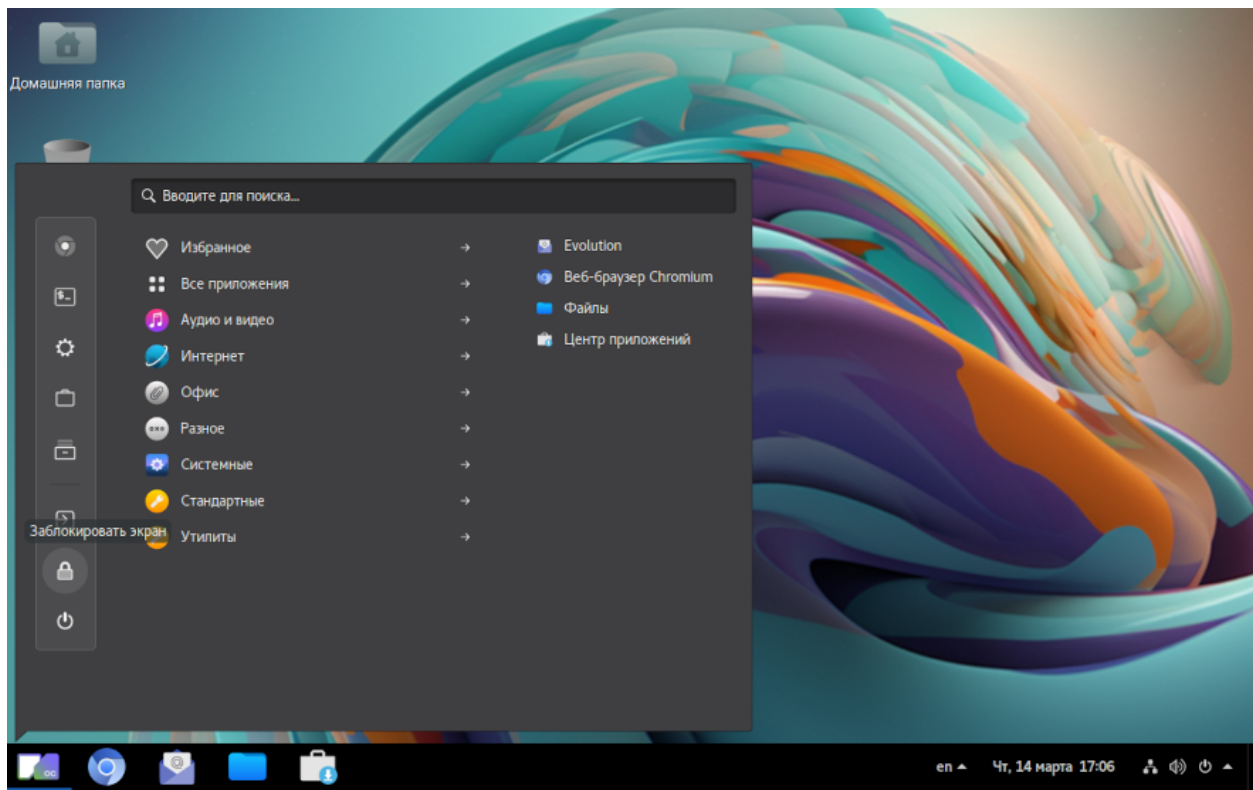 Домашняя папка
Вводите для поиска...
Избранное
Все приложения
Аудио и видео
Интернет
Офис
Разное
Системные
Стандартные
Утилиты
Evolution
Веб-браузер Chromium
Файлы
Центр приложений
Заблокировать экран
ос
en
Чт, 14 марта 17:06